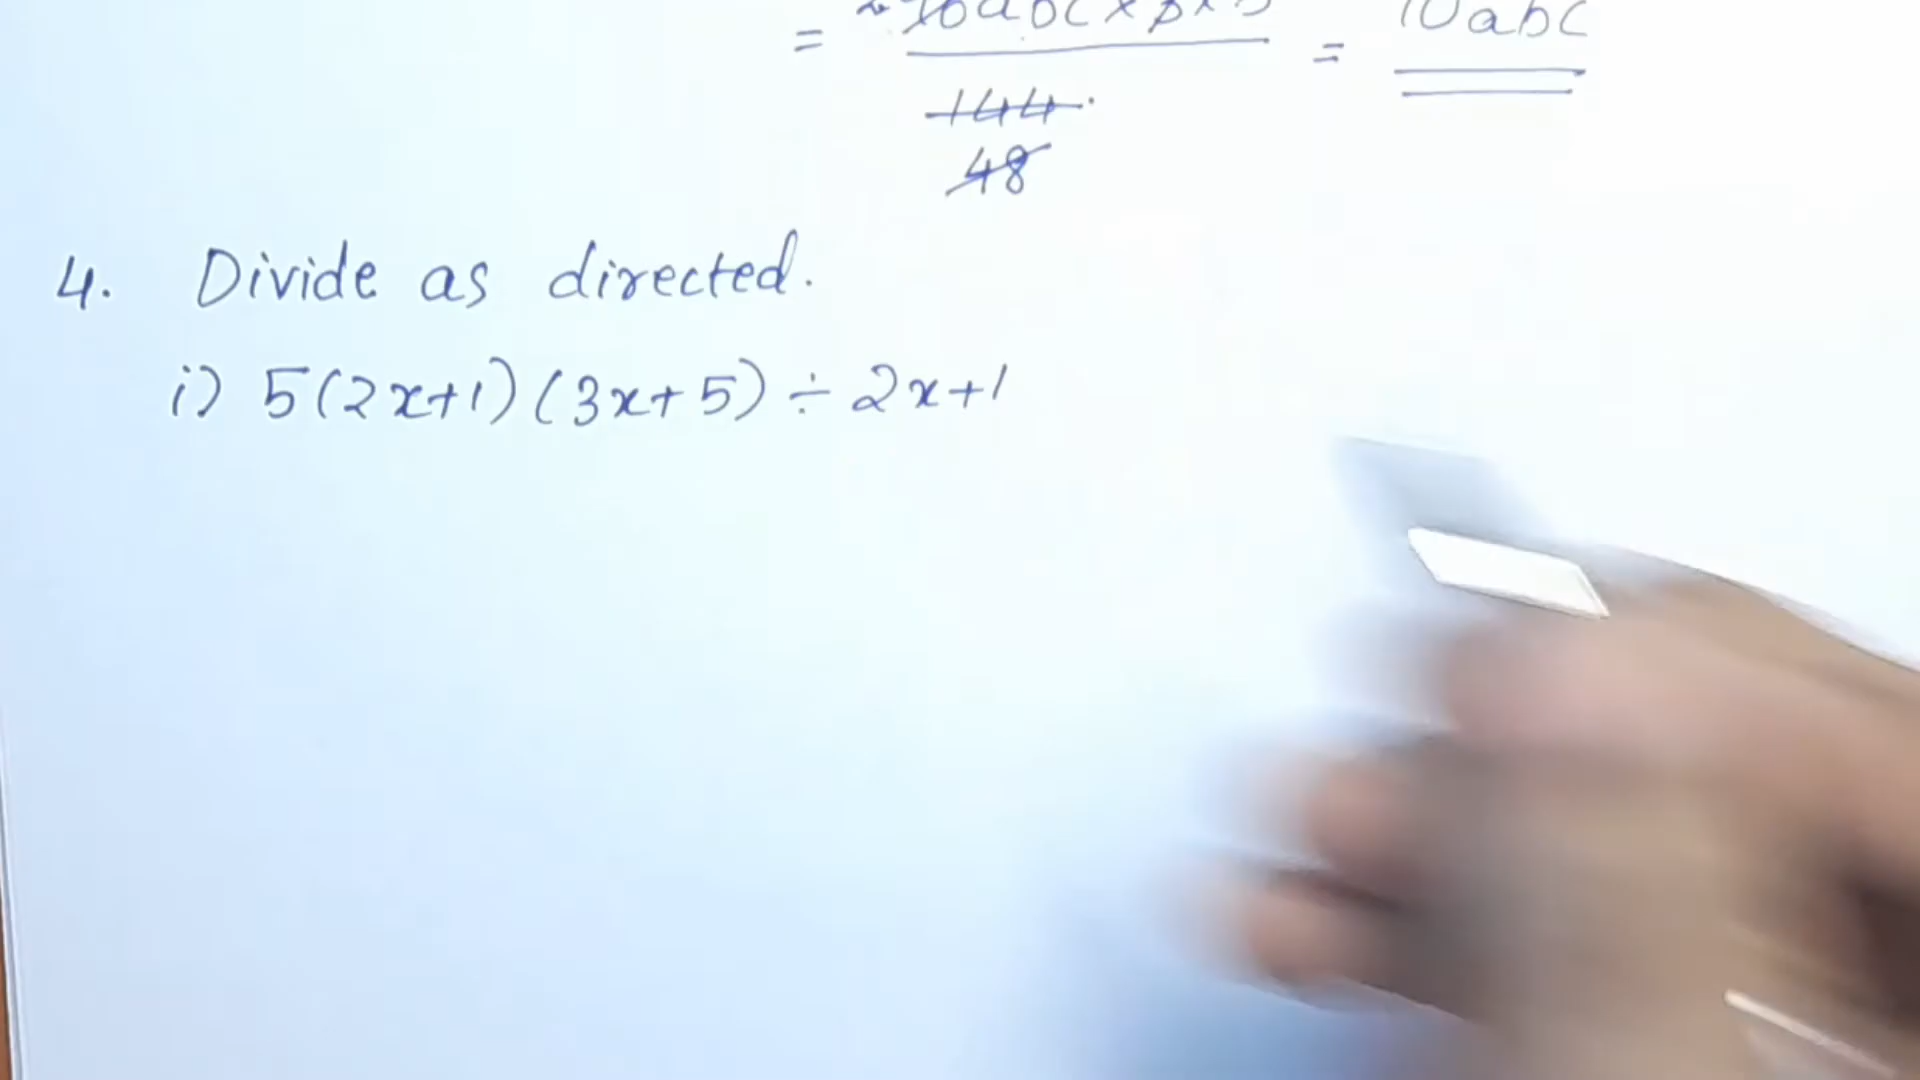 = = 10abc
144
48
4. Divide as directed.
i) 5(2x+1)(3x+5) ÷ 2x+1